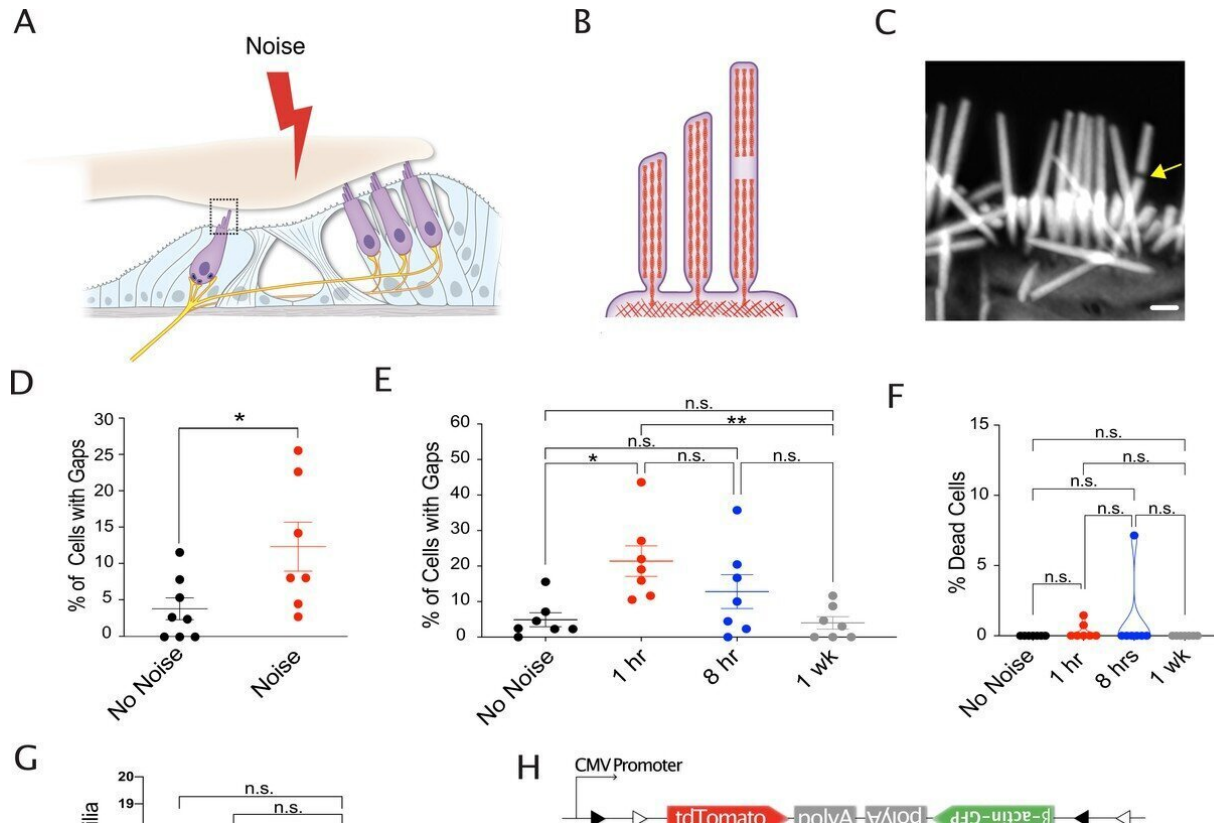 A
B
C
Noise
D
E
F
30
25
20
15
10
5
0
% of Cells with Gaps
*
No Noise
Noise
60
50
40
30
20
10
0
% of Cells with Gaps
n.s.
**
n.s.
*
n.s.
n.s.
No Noise
1 hr
8 hr
1 wk
15
10
5
0
% Dead Cells
n.s.
n.s.
n.s.
n.s.
n.s.
n.s.
No Noise
1 hr
8 hrs
1 wk
G
20
19
n.s.
n.s.
H
CMV Promoter
tdTomato
polyA
polyA
β-actin-GFP